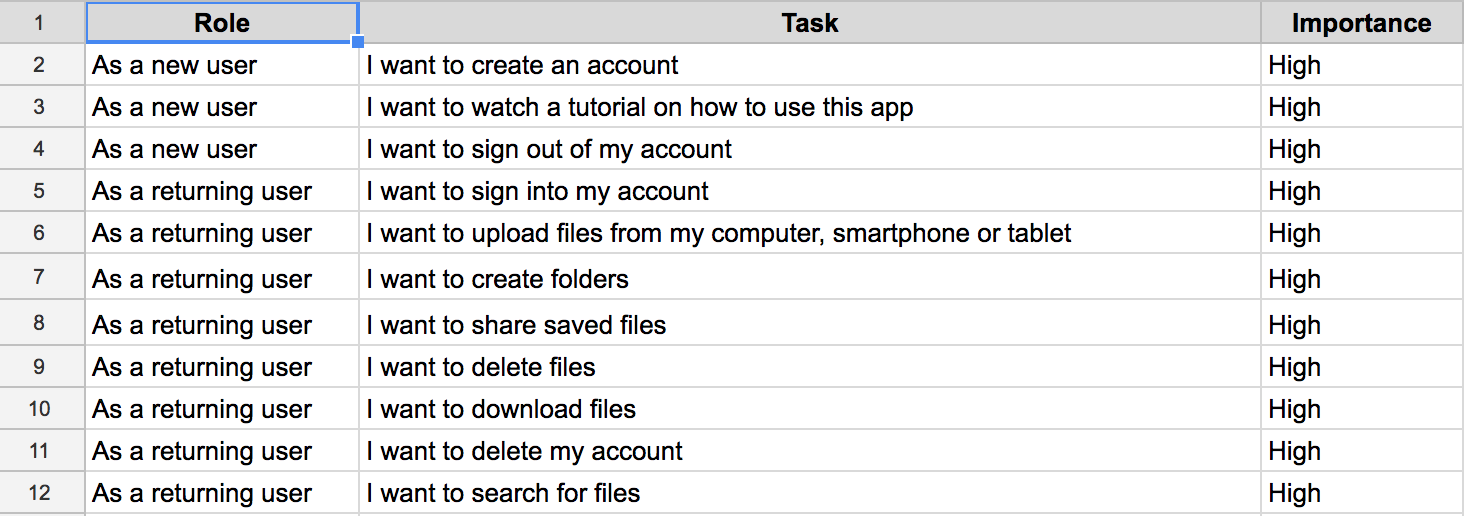 1 Role Task Importance
2 As a new user I want to create an account High
3 As a new user I want to watch a tutorial on how to use this app High
4 As a new user I want to sign out of my account High
5 As a returning user I want to sign into my account High
6 As a returning user I want to upload files from my computer, smartphone or tablet High
7 As a returning user I want to create folders High
8 As a returning user I want to share saved files High
9 As a returning user I want to delete files High
10 As a returning user I want to download files High
11 As a returning user I want to delete my account High
12 As a returning user I want to search for files High